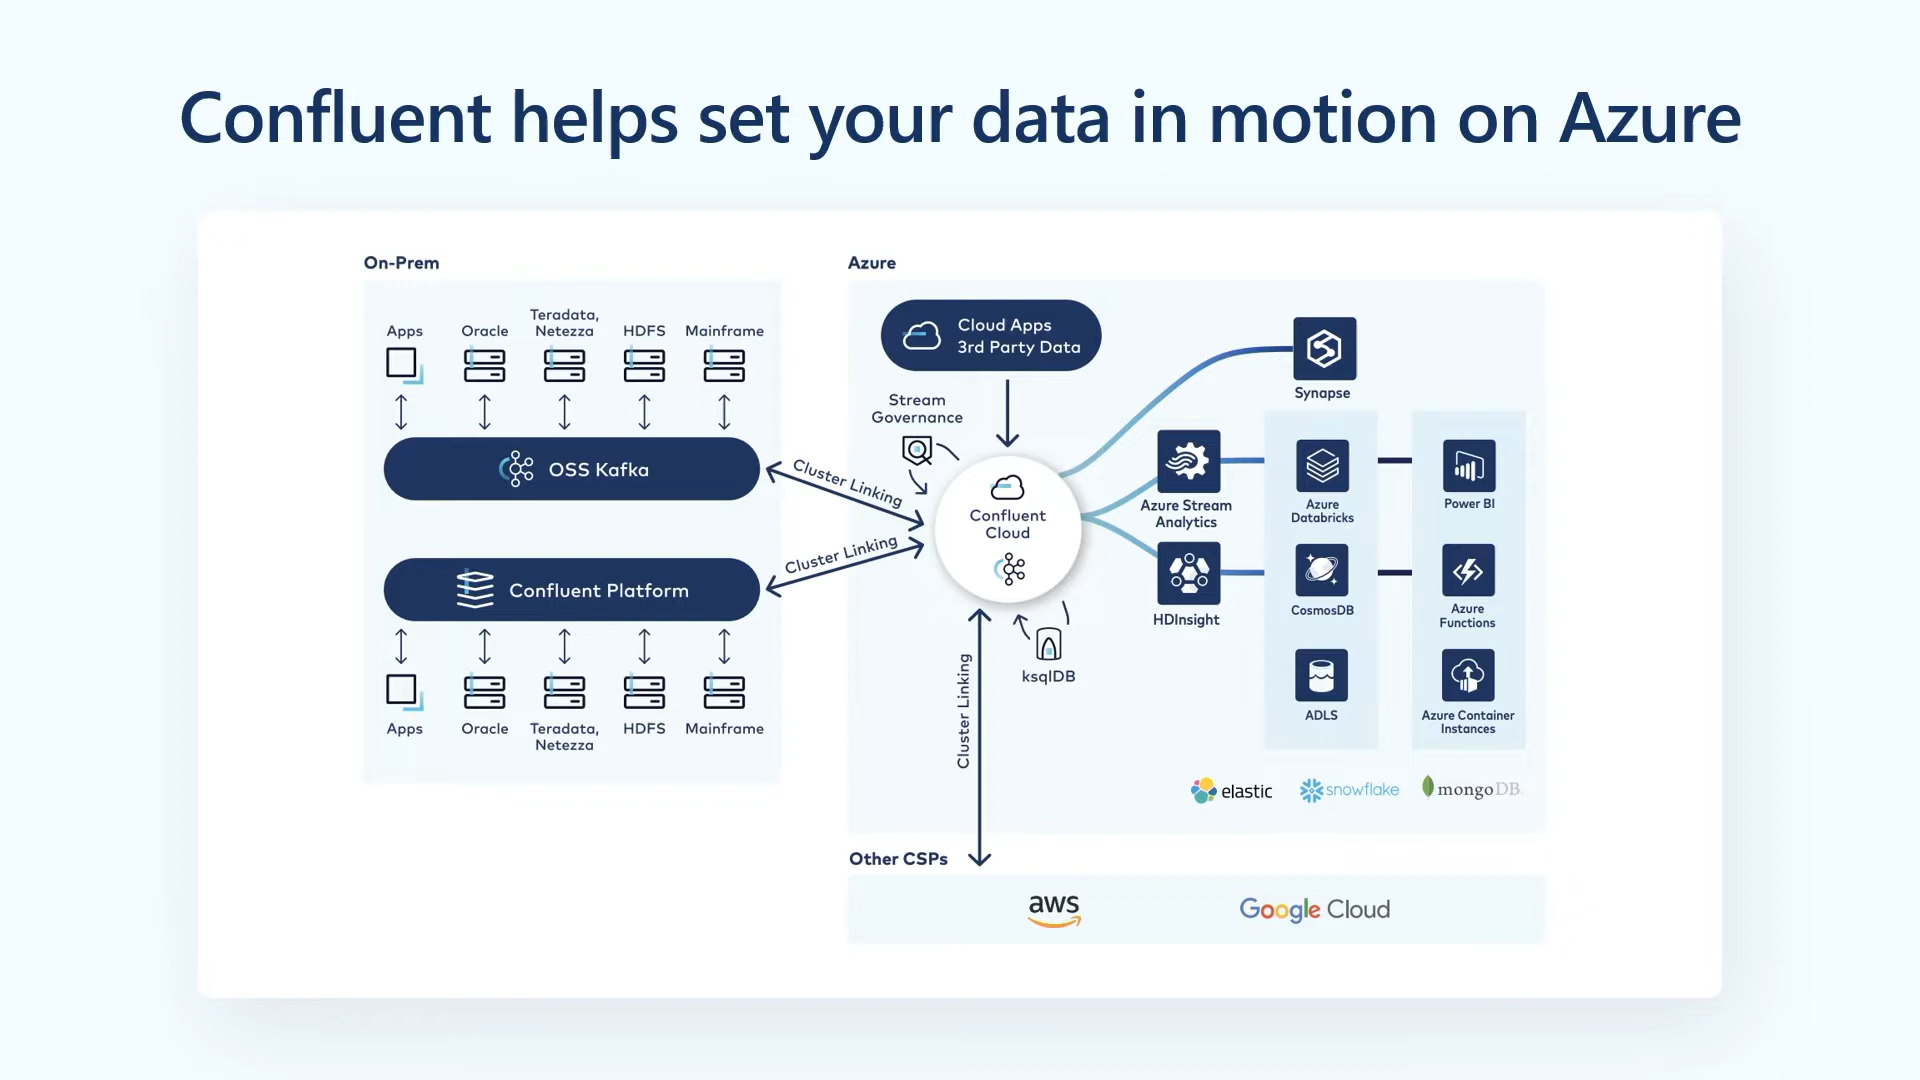 Confluent helps set your data in motion on Azure
On-Prem
Apps
Oracle
Teradata,
Netezza
HDFS
Mainframe
OSS Kafka
Confluent Platform
Apps
Oracle
Teradata,
Netezza
HDFS
Mainframe
Cluster Linking
Cluster Linking
Azure
Cloud Apps
3rd Party Data
Stream
Governance
Confluent
Cloud
ksqlDB
Cluster Linking
Synapse
Azure Stream
Analytics
HDInsight
Azure
Databricks
CosmosDB
ADLS
Power BI
Azure
Functions
Azure Container
Instances
elastic
snowflake
mongoDB
Other CSPs
aws
Google Cloud